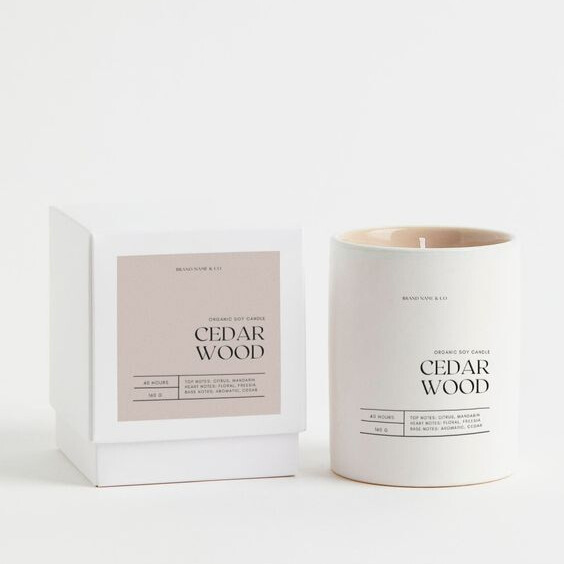 BRAND NAME & CO
ORGANIC SOY CANDLE
CEDAR
WOOD
40 HOURS
160 G
TOP NOTES: CITRUS, MANDARIN
HEART NOTES: FLORAL, FREESIA
BASE NOTES: AROMATIC, CEDAR
BRAND NAME & CO
ORGANIC SOY CANDLE
CEDAR
WOOD
40 HOURS
160 G
TOP NOTES: CITRUS, MANDARIN
HEART NOTES: FLORAL, FREESIA
BASE NOTES: AROMATIC, CEDAR